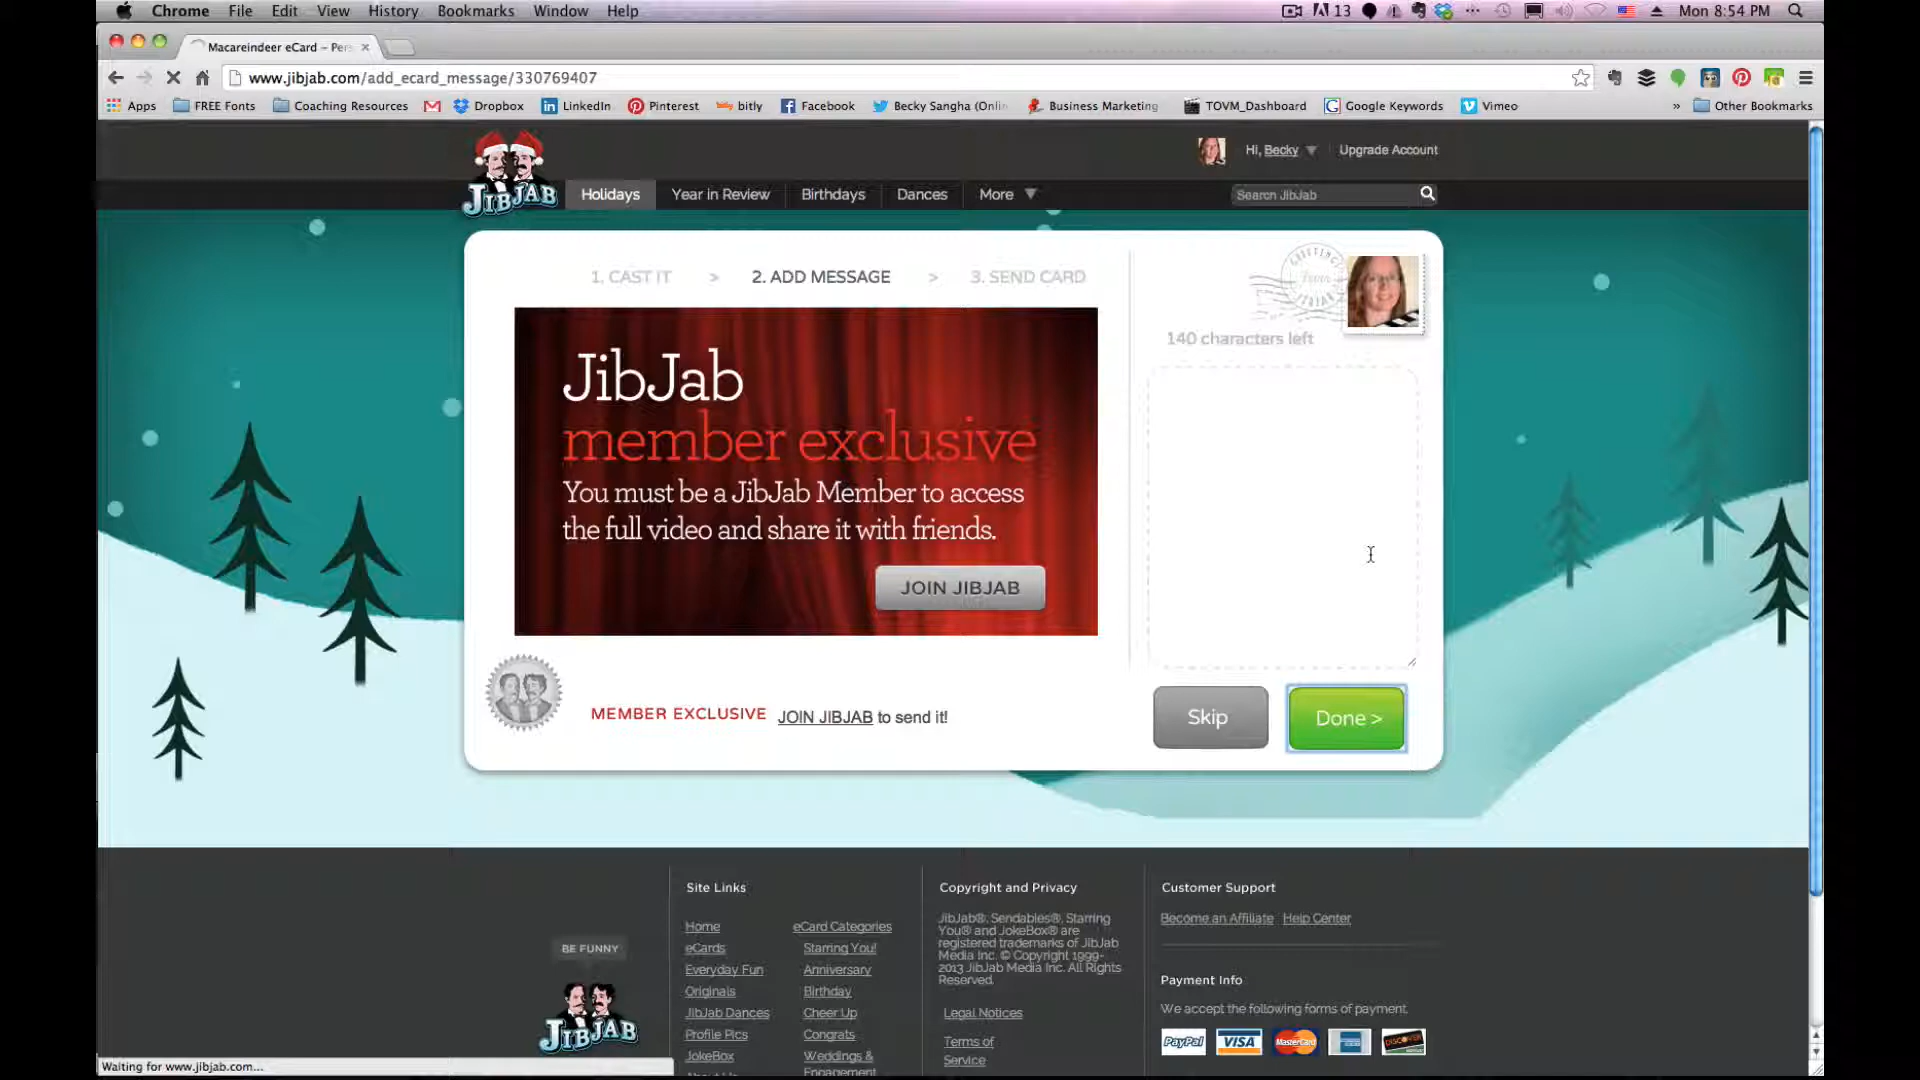 Chrome File Edit View History Bookmarks Window Help
13 Mon 8:54 PM
Macareindeer eCard – Pers
www.jibjab.com/add_ecard_message/330769407
Apps FREE Fonts Coaching Resources Dropbox LinkedIn Pinterest bitly Facebook Becky Sangha (Onli Business Marketing TOVM_Dashboard Google Keywords Vimeo » Other Bookmarks
Hi, Becky Upgrade Account
JIBJAB
Holidays Year in Review Birthdays Dances More Search JibJab
1. CAST IT > 2. ADD MESSAGE > 3. SEND CARD
140 characters left
JibJab
member exclusive
You must be a JibJab Member to access
the full video and share it with friends.
JOIN JIBJAB
MEMBER EXCLUSIVE JOIN JIBJAB to send it!
Skip Done >
BE FUNNY
JIBJAB
Site Links
Home
eCards
Everyday Fun
Originals
JibJab Dances
Profile Pics
JokeBox
About Us
eCard Categories
Starring You!
Anniversary
Birthday
Cheer Up
Congrats
Weddings &
Engagement
Copyright and Privacy
JibJab®, Sendables®, Starring
You® and JokeBox® are
registered trademarks of JibJab
Media Inc. © Copyright 1999-
2013 JibJab Media Inc. All Rights
Reserved.
Legal Notices
Terms of
Service
Customer Support
Become an Affiliate Help Center
Payment Info
We accept the following forms of payment.
PayPal VISA MasterCard DISCOVER
Waiting for www.jibjab.com...